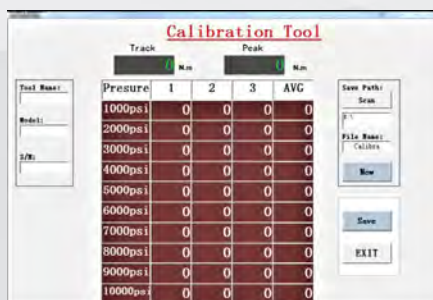 Calibration Tool
Track Peak
0 N.m 0 N.m
Tool Name:
Model:
S/N:
Presure 1 2 3 AVG
1000psi 0 0 0 0
2000psi 0 0 0 0
3000psi 0 0 0 0
4000psi 0 0 0 0
5000psi 0 0 0 0
6000psi 0 0 0 0
7000psi 0 0 0 0
8000psi 0 0 0 0
9000psi 0 0 0 0
10000psi 0 0 0 0
Save Path:
Scan
File Name:
Calibra
New
Save
EXIT